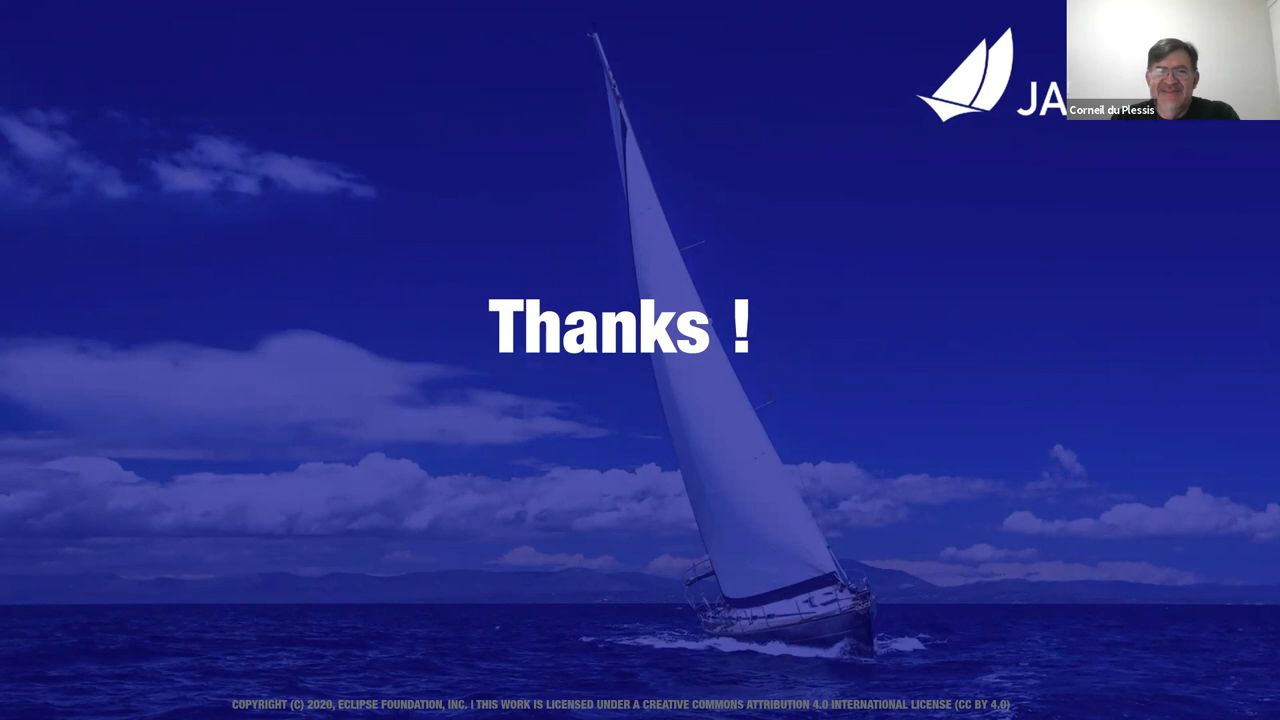 JA
Corneil du Plessis
Thanks !
COPYRIGHT (C) 2020, ECLIPSE FOUNDATION, INC. | THIS WORK IS LICENSED UNDER A CREATIVE COMMONS ATTRIBUTION 4.0 INTERNATIONAL LICENSE (CC BY 4.0)